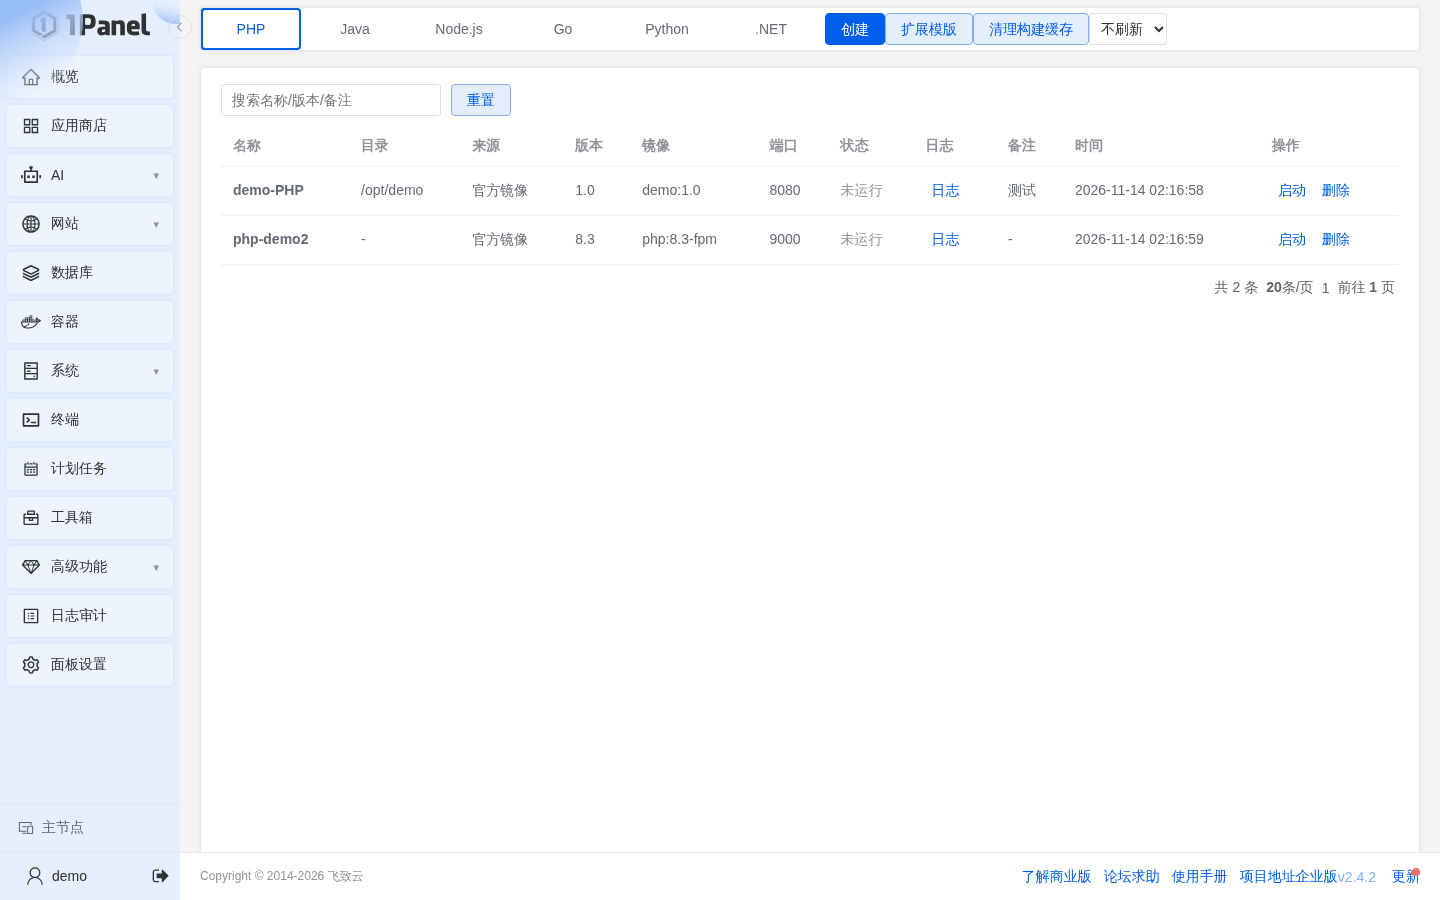 1Panel
概览
应用商店
AI
网站
数据库
容器
系统
终端
计划任务
工具箱
高级功能
日志审计
面板设置
主节点
demo
PHP Java Node.js Go Python .NET 创建 扩展模版 清理构建缓存 不刷新
搜索名称/版本/备注 重置
名称 目录 来源 版本 镜像 端口 状态 日志 备注 时间 操作
demo-PHP /opt/demo 官方镜像 1.0 demo:1.0 8080 未运行 日志 测试 2026-11-14 02:16:58 启动 删除
php-demo2 - 官方镜像 8.3 php:8.3-fpm 9000 未运行 日志 - 2026-11-14 02:16:59 启动 删除
共 2 条 20条/页 1 前往 1 页
Copyright © 2014-2026 飞致云 了解商业版 论坛求助 使用手册 项目地址企业版v2.4.2 更新